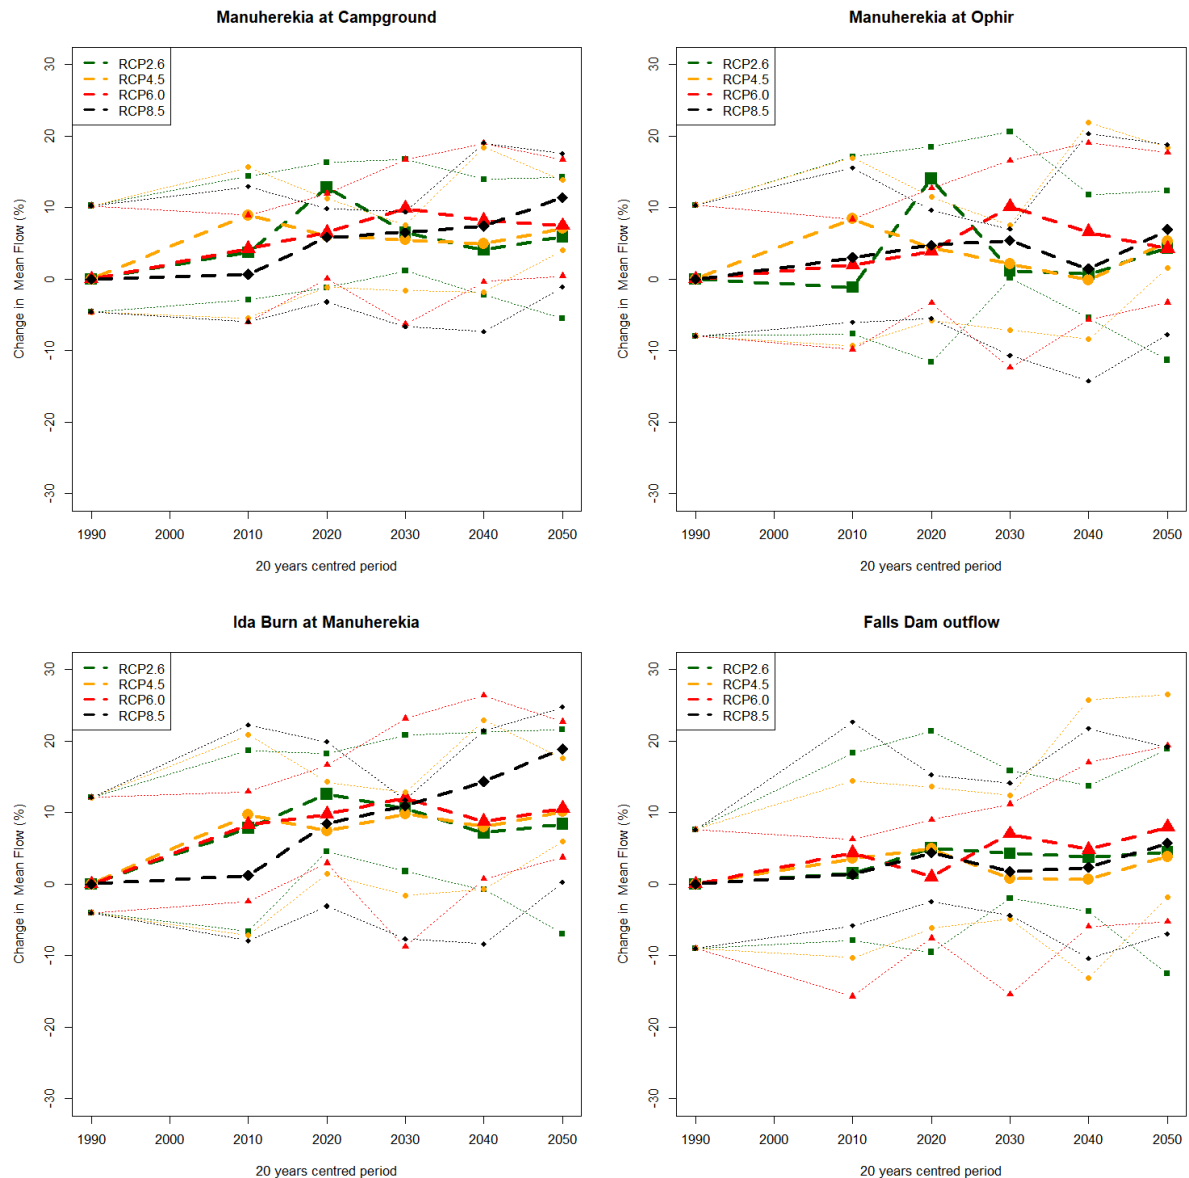 Manuherekia at Campground
RCP2.6
RCP4.5
RCP6.0
RCP8.5
30
20
10
0
-10
-20
-30
Change in Mean Flow (%)
1990 2000 2010 2020 2030 2040 2050
20 years centred period
Manuherekia at Ophir
RCP2.6
RCP4.5
RCP6.0
RCP8.5
30
20
10
0
-10
-20
-30
Change in Mean Flow (%)
1990 2000 2010 2020 2030 2040 2050
20 years centred period
Ida Burn at Manuherekia
RCP2.6
RCP4.5
RCP6.0
RCP8.5
30
20
10
0
-10
-20
-30
Change in Mean Flow (%)
1990 2000 2010 2020 2030 2040 2050
20 years centred period
Falls Dam outflow
RCP2.6
RCP4.5
RCP6.0
RCP8.5
30
20
10
0
-10
-20
-30
Change in Mean Flow (%)
1990 2000 2010 2020 2030 2040 2050
20 years centred period